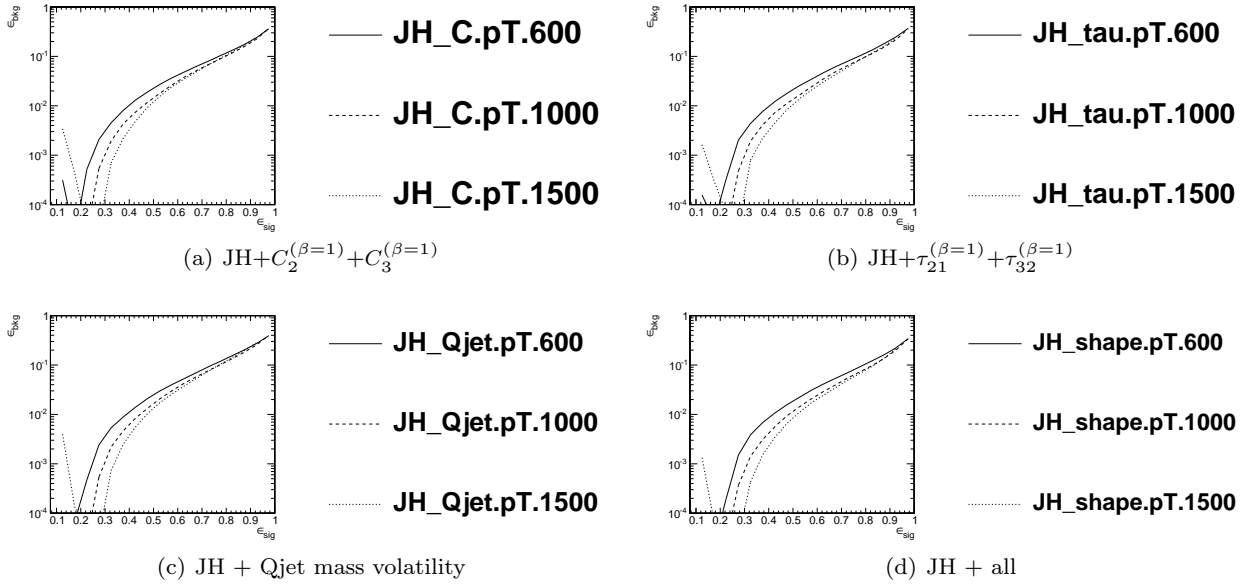 ϵ_bkg
1
10^-1
10^-2
10^-3
10^-4
0.1 0.2 0.3 0.4 0.5 0.6 0.7 0.8 0.9 1
ϵ_sig
JH_C.pT.600
JH_C.pT.1000
JH_C.pT.1500
(a) JH+C_2^(β=1)+C_3^(β=1)
ϵ_bkg
1
10^-1
10^-2
10^-3
10^-4
0.1 0.2 0.3 0.4 0.5 0.6 0.7 0.8 0.9 1
ϵ_sig
JH_tau.pT.600
JH_tau.pT.1000
JH_tau.pT.1500
(b) JH+τ_21^(β=1)+τ_32^(β=1)
ϵ_bkg
1
10^-1
10^-2
10^-3
10^-4
0.1 0.2 0.3 0.4 0.5 0.6 0.7 0.8 0.9 1
ϵ_sig
JH_Qjet.pT.600
JH_Qjet.pT.1000
JH_Qjet.pT.1500
(c) JH + Qjet mass volatility
ϵ_bkg
1
10^-1
10^-2
10^-3
10^-4
0.1 0.2 0.3 0.4 0.5 0.6 0.7 0.8 0.9 1
ϵ_sig
JH_shape.pT.600
JH_shape.pT.1000
JH_shape.pT.1500
(d) JH + all